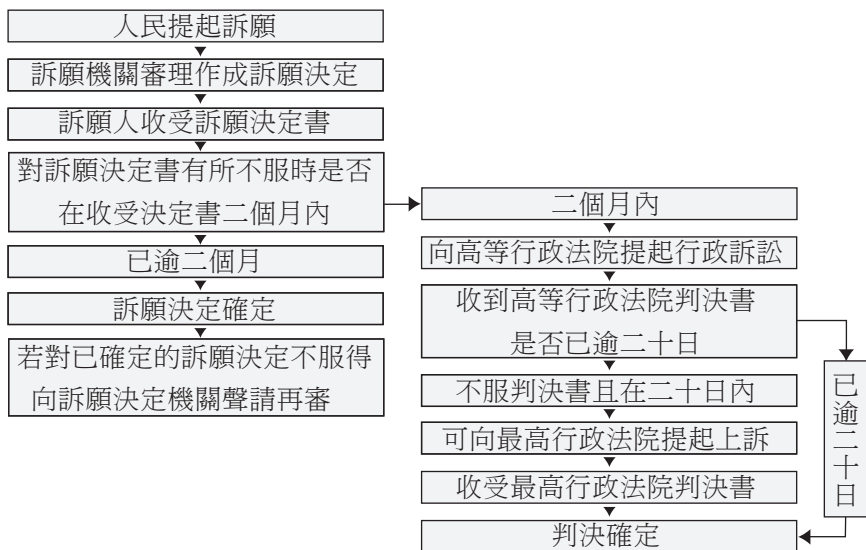 人民提起訴願
訴願機關審理作成訴願決定
訴願人收受訴願決定書
對訴願決定書有所不服時是否
在收受決定書二個月內
已逾二個月
訴願決定確定
若對已確定的訴願決定不服得
向訴願決定機關聲請再審
二個月內
向高等行政法院提起行政訴訟
收到高等行政法院判決書
是否已逾二十日
不服判決書且在二十日內
可向最高行政法院提起上訴
收受最高行政法院判決書
判決確定
已逾二十日